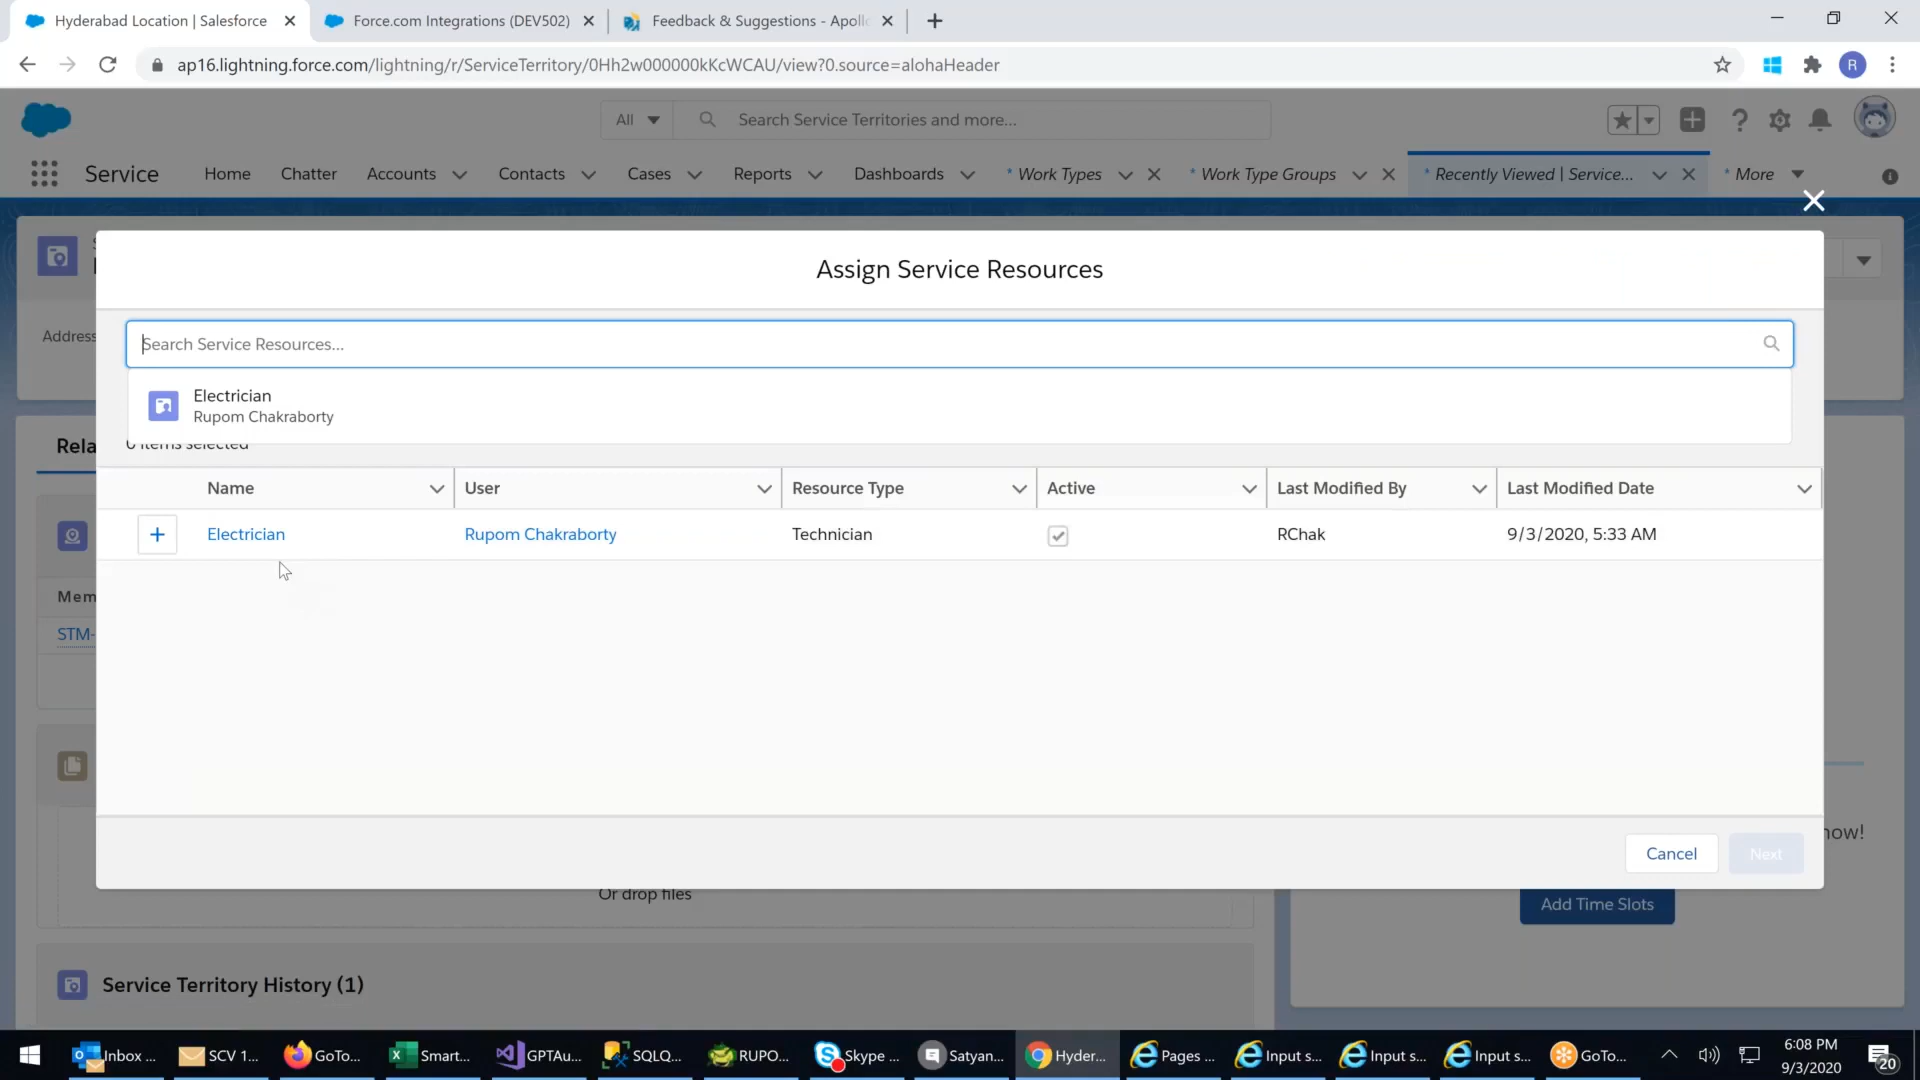 Hyderabad Location | Salesforce
Force.com Integrations (DEV502)
Feedback & Suggestions - Apoll
ap16.lightning.force.com/lightning/r/ServiceTerritory/0Hh2w000000kKcWCAU/view?0.source=alohaHeader
R
All
Search Service Territories and more...
Service
Home
Chatter
Accounts
Contacts
Cases
Reports
Dashboards
* Work Types
* Work Type Groups
* Recently Viewed | Service...
* More
Assign Service Resources
Address
Search Service Resources...
Electrician
Rupom Chakraborty
Rela
0 items selected
Name
User
Resource Type
Active
Last Modified By
Last Modified Date
Electrician
Rupom Chakraborty
Technician
RChak
9/3/2020, 5:33 AM
Mem
STM-
now!
Cancel
Next
Or drop files
Add Time Slots
Service Territory History (1)
Inbox ...
SCV 1...
GoTo...
Smart...
GPTAu...
SQLQ...
RUPO...
Skype ...
Satyan...
Hyder...
Pages ...
Input s...
Input s...
Input s...
GoTo...
6:08 PM
9/3/2020
20